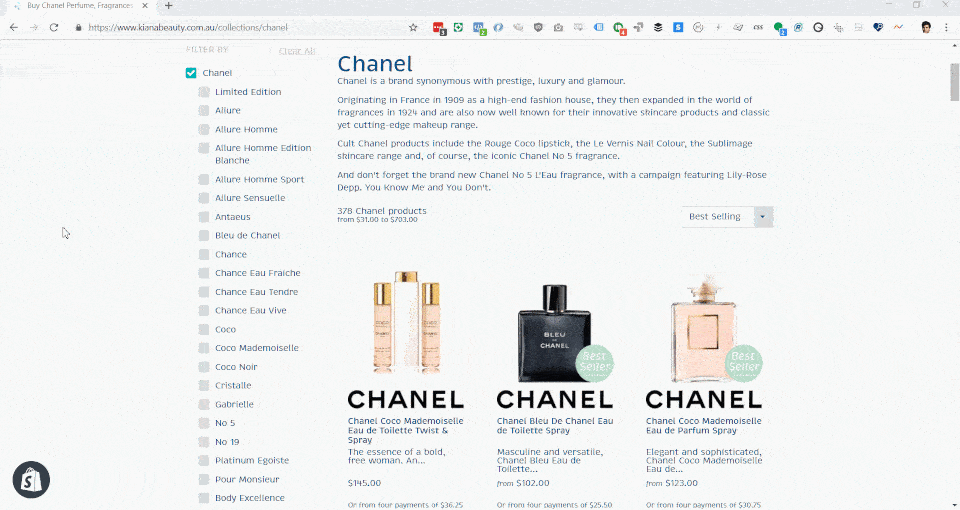 Buy Chanel Perfume, Fragrance
https://www.kianabeauty.com.au/collections/chanel
FILTER BY
Clear All
Chanel
Limited Edition
Allure
Allure Homme
Allure Homme Edition
Blanche
Allure Homme Sport
Allure Sensuelle
Antaeus
Bleu de Chanel
Chance
Chance Eau Fraiche
Chance Eau Tendre
Chance Eau Vive
Coco
Coco Mademoiselle
Coco Noir
Cristalle
Gabrielle
No 5
No 19
Platinum Egoiste
Pour Monsieur
Body Excellence
Chanel
Chanel is a brand synonymous with prestige, luxury and glamour.
Originating in France in 1909 as a high-end fashion house, they then expanded in the world of
fragrances in 1924 and are also now well known for their innovative skincare products and classic
yet cutting-edge makeup range.
Cult Chanel products include the Rouge Coco lipstick, the Le Vernis Nail Colour, the Sublimage
skincare range and, of course, the iconic Chanel No 5 fragrance.
And don't forget the brand new Chanel No 5 L'Eau fragrance, with a campaign featuring Lily-Rose
Depp. You Know Me and You Don't.
378 Chanel products
from $31.00 to $703.00
Best Selling
BLEU
DE
CHANEL
Best
Seller
Best
Seller
CHANEL
Chanel Coco Mademoiselle
Eau de Toilette Twist &
Spray
The essence of a bold,
free woman. An...
$145.00
Or from four payments of $36.25
CHANEL
Chanel Bleu De Chanel Eau
de Toilette Spray
Masculine and versatile,
Chanel Bleu Eau de
Toilette...
from $102.00
Or from four payments of $25.50
CHANEL
Chanel Coco Mademoiselle
Eau de Parfum Spray
Elegant and sophisticated,
Chanel Coco Mademoiselle
Eau de...
from $123.00
Or from four payments of $30.75